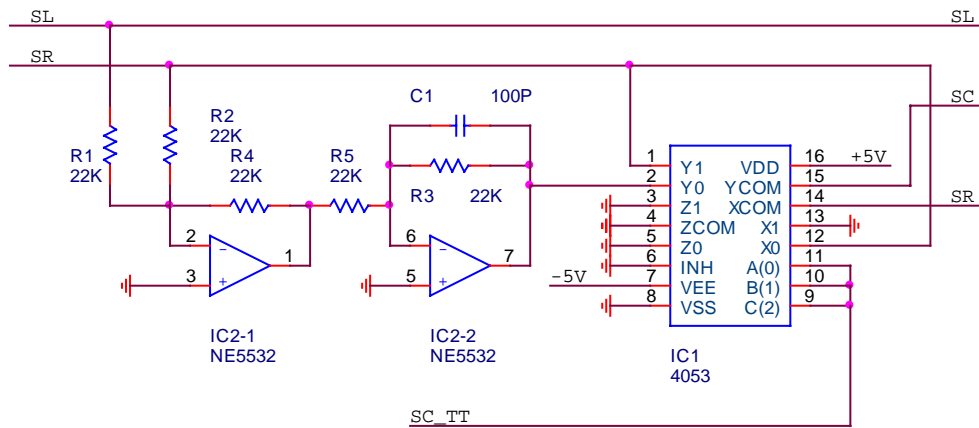 SL SL
SR
C1 100P
R2
22K
R1
22K
R4
22K
R5
22K
R3 22K
SC
+5V
SR
1 Y1 VDD 16
2 Y0 YCOM 15
3 Z1 XCOM 14
4 ZCOM X1 13
5 Z0 X0 12
6 INH A(0) 11
7 VEE B(1) 10
8 VSS C(2) 9
-5V
2 −
3 +
1
6 −
5 +
7
IC2-1
NE5532
IC2-2
NE5532
IC1
4053
SC_TT